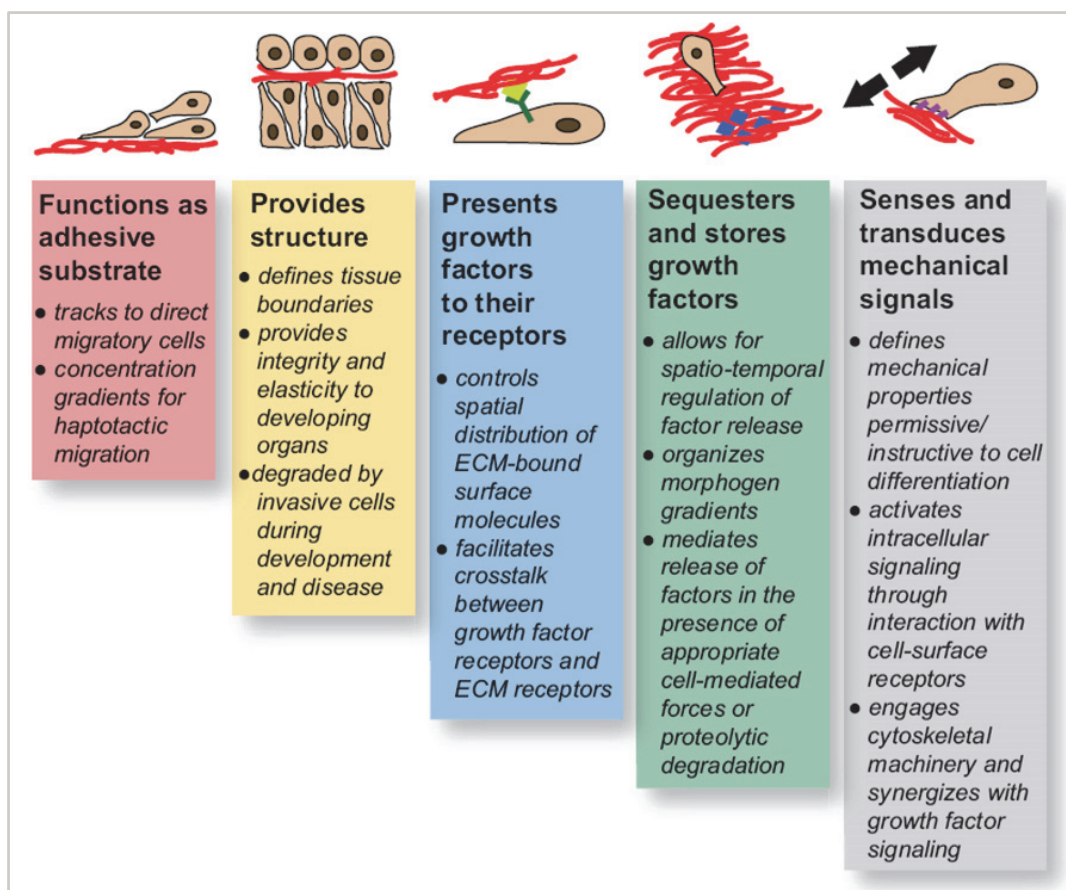 Functions as
adhesive
substrate
● tracks to direct
migratory cells
● concentration
gradients for
haptotactic
migration
Provides
structure
● defines tissue
boundaries
● provides
integrity and
elasticity to
developing
organs
●degraded by
invasive cells
during
development
and disease
Presents
growth
factors
to their
receptors
● controls
spatial
distribution of
ECM-bound
surface
molecules
● facilitates
crosstalk
between
growth factor
receptors and
ECM receptors
Sequesters
and stores
growth
factors
● allows for
spatio-temporal
regulation of
factor release
● organizes
morphogen
gradients
● mediates
release of
factors in the
presence of
appropriate
cell-mediated
forces or
proteolytic
degradation
Senses and
transduces
mechanical
signals
● defines
mechanical
properties
permissive/
instructive to cell
differentiation
● activates
intracellular
signaling
through
interaction with
cell-surface
receptors
● engages
cytoskeletal
machinery and
synergizes with
growth factor
signaling